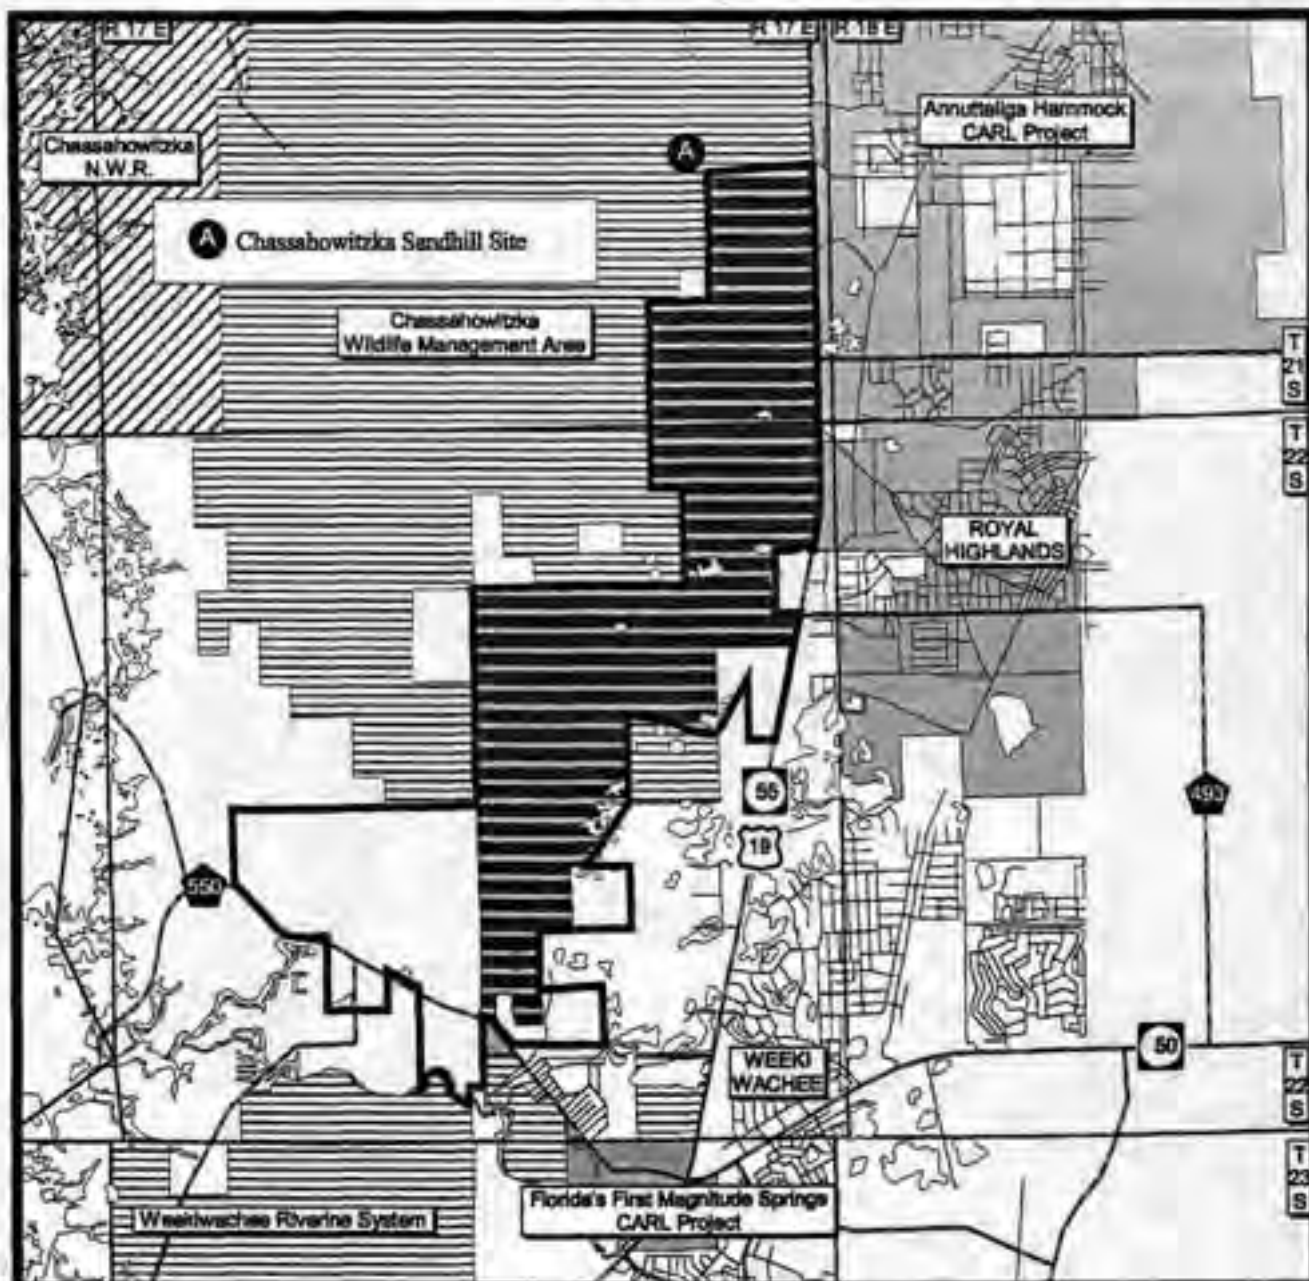 R 17 E
R 17 E
R 18 E
Annuttaliga Hammock
CARL Project
Chassahowitzka
N.W.R.
A
A Chassahowitzka Sandhill Site
Chassahowitzka
Wildlife Management Area
T
21
S
T
22
S
ROYAL
HIGHLANDS
55
493
19
550
50
WEEKI
WACHEE
T
22
S
T
23
S
Weekiwachee Riverine System
Florida's First Magnitude Springs
CARL Project